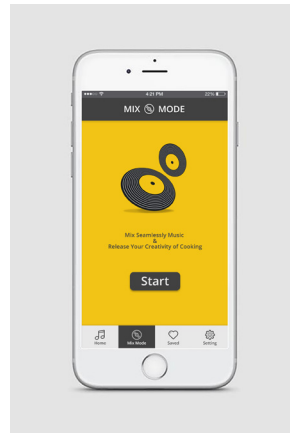 4:21 PM
22%
MIX MODE
Mix Seamlessly Music
&
Release Your Creativity of Cooking
Start
Home
Mix Mode
Saved
Setting